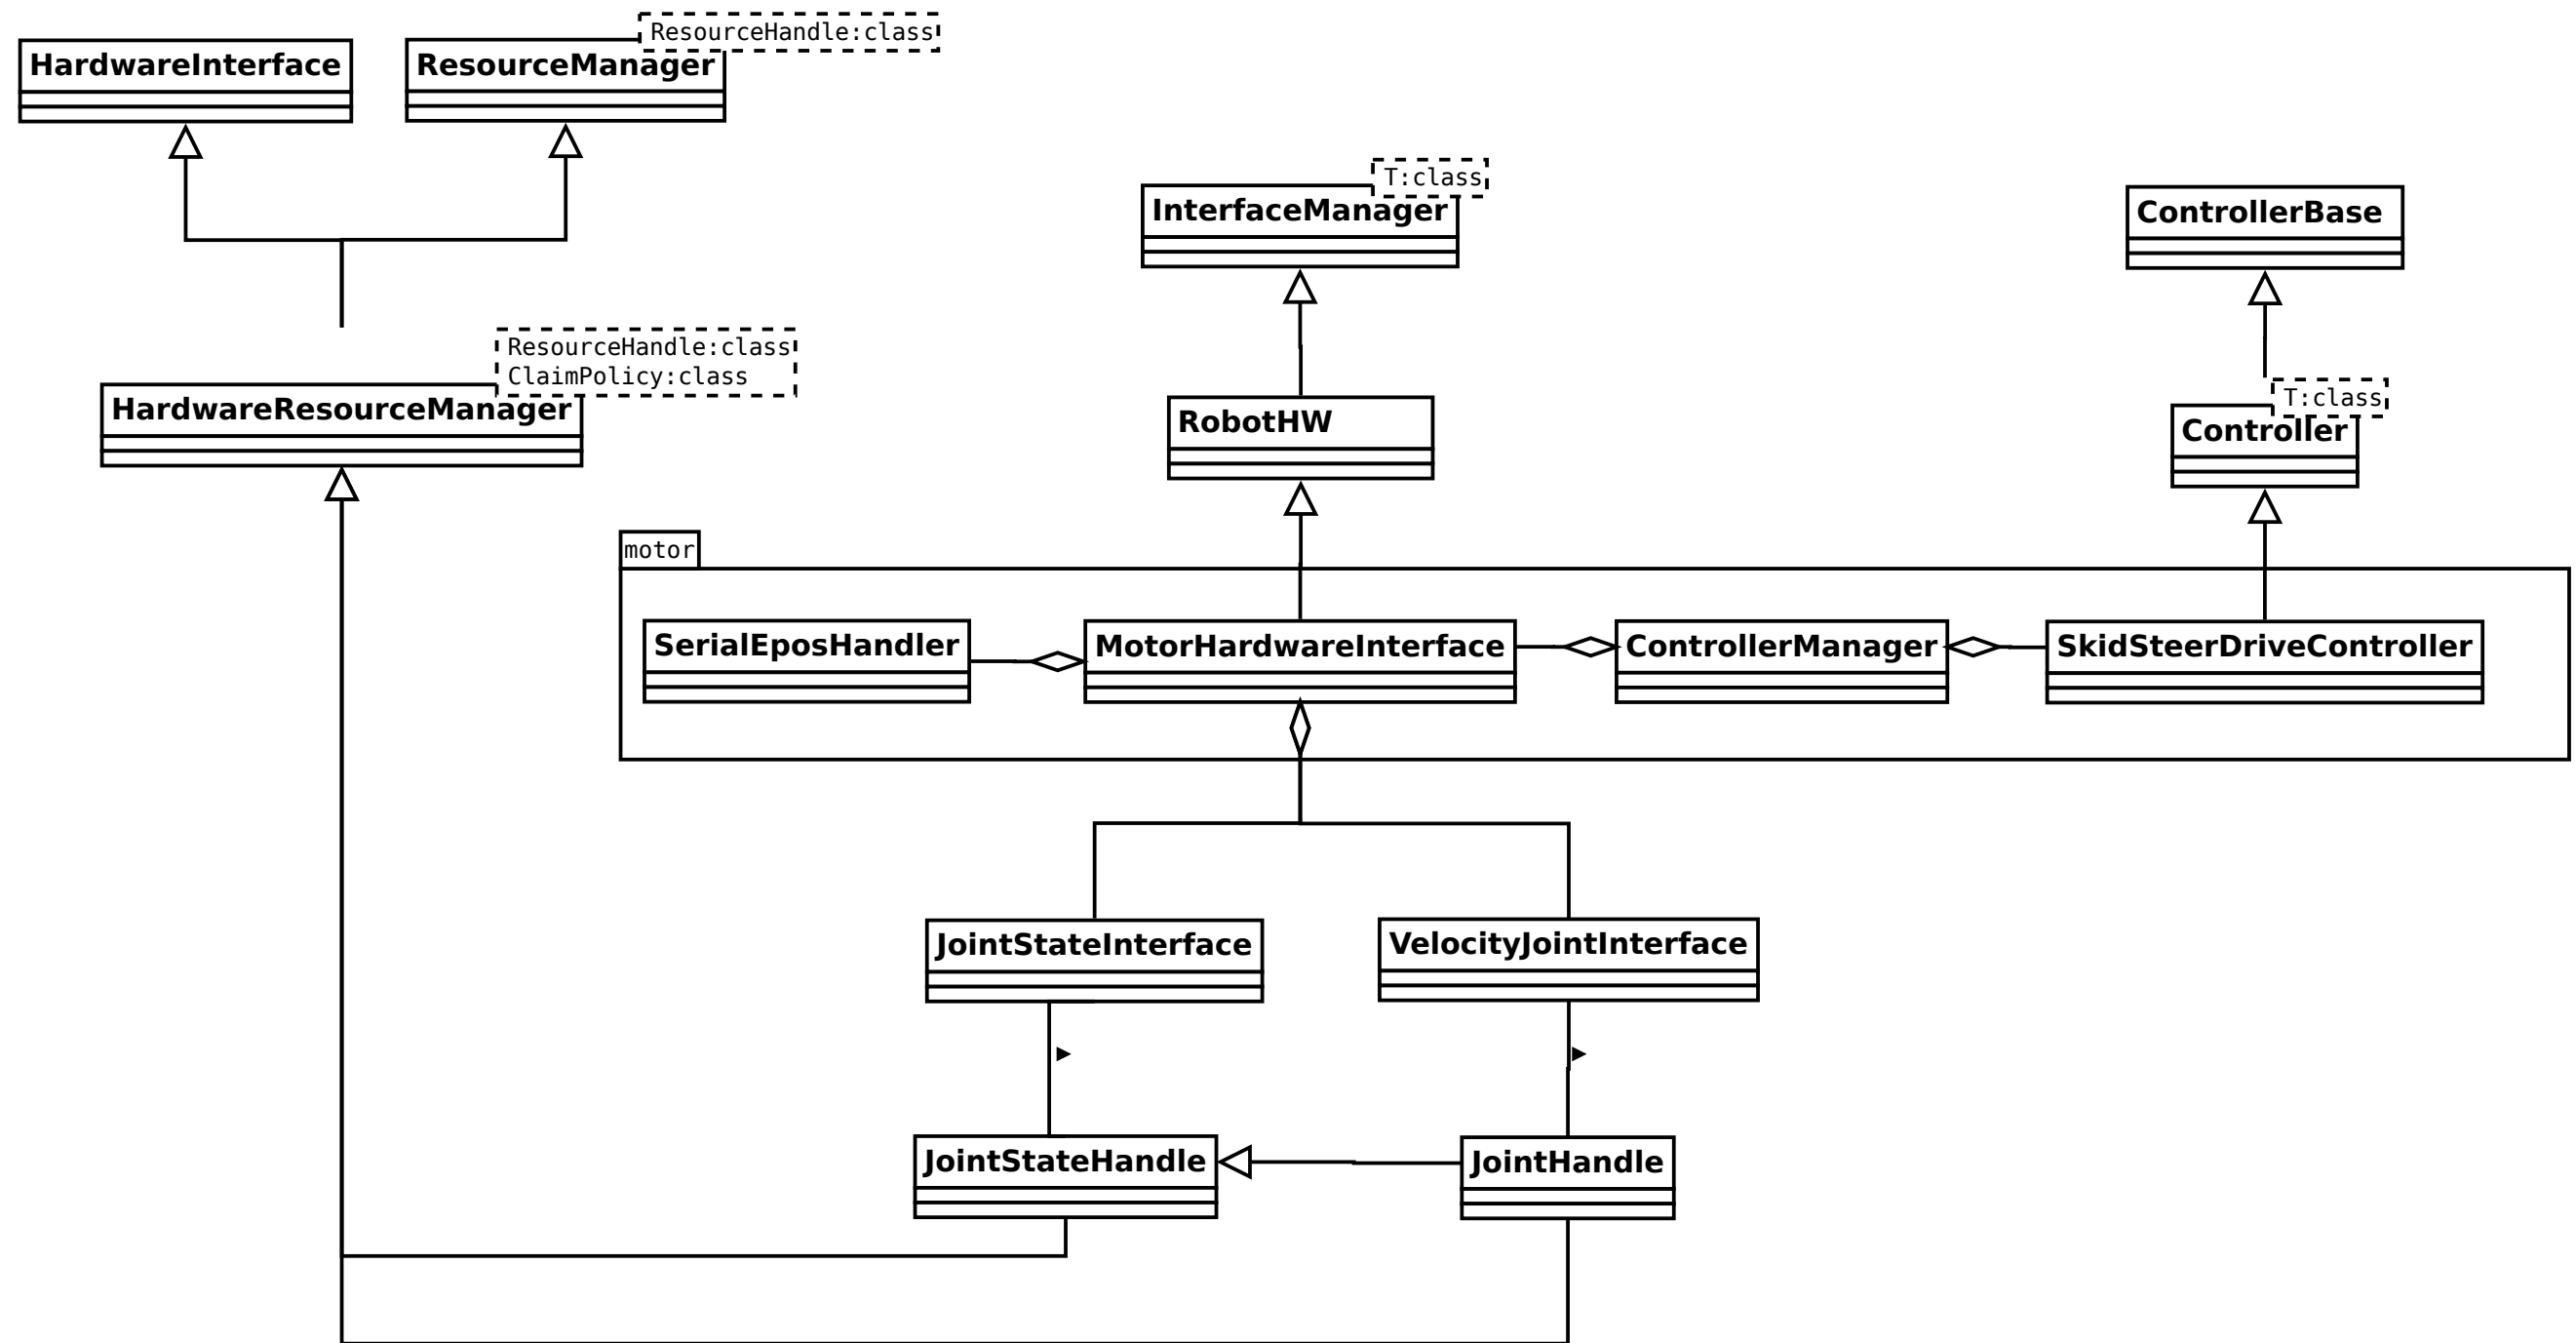 ResourceHandle:class
HardwareInterface
ResourceManager
T:class
InterfaceManager
ControllerBase
ResourceHandle:class
ClaimPolicy:class
HardwareResourceManager
RobotHW
T:class
Controller
motor
SerialEposHandler
MotorHardwareInterface
ControllerManager
SkidSteerDriveController
JointStateInterface
VelocityJointInterface
JointStateHandle
JointHandle